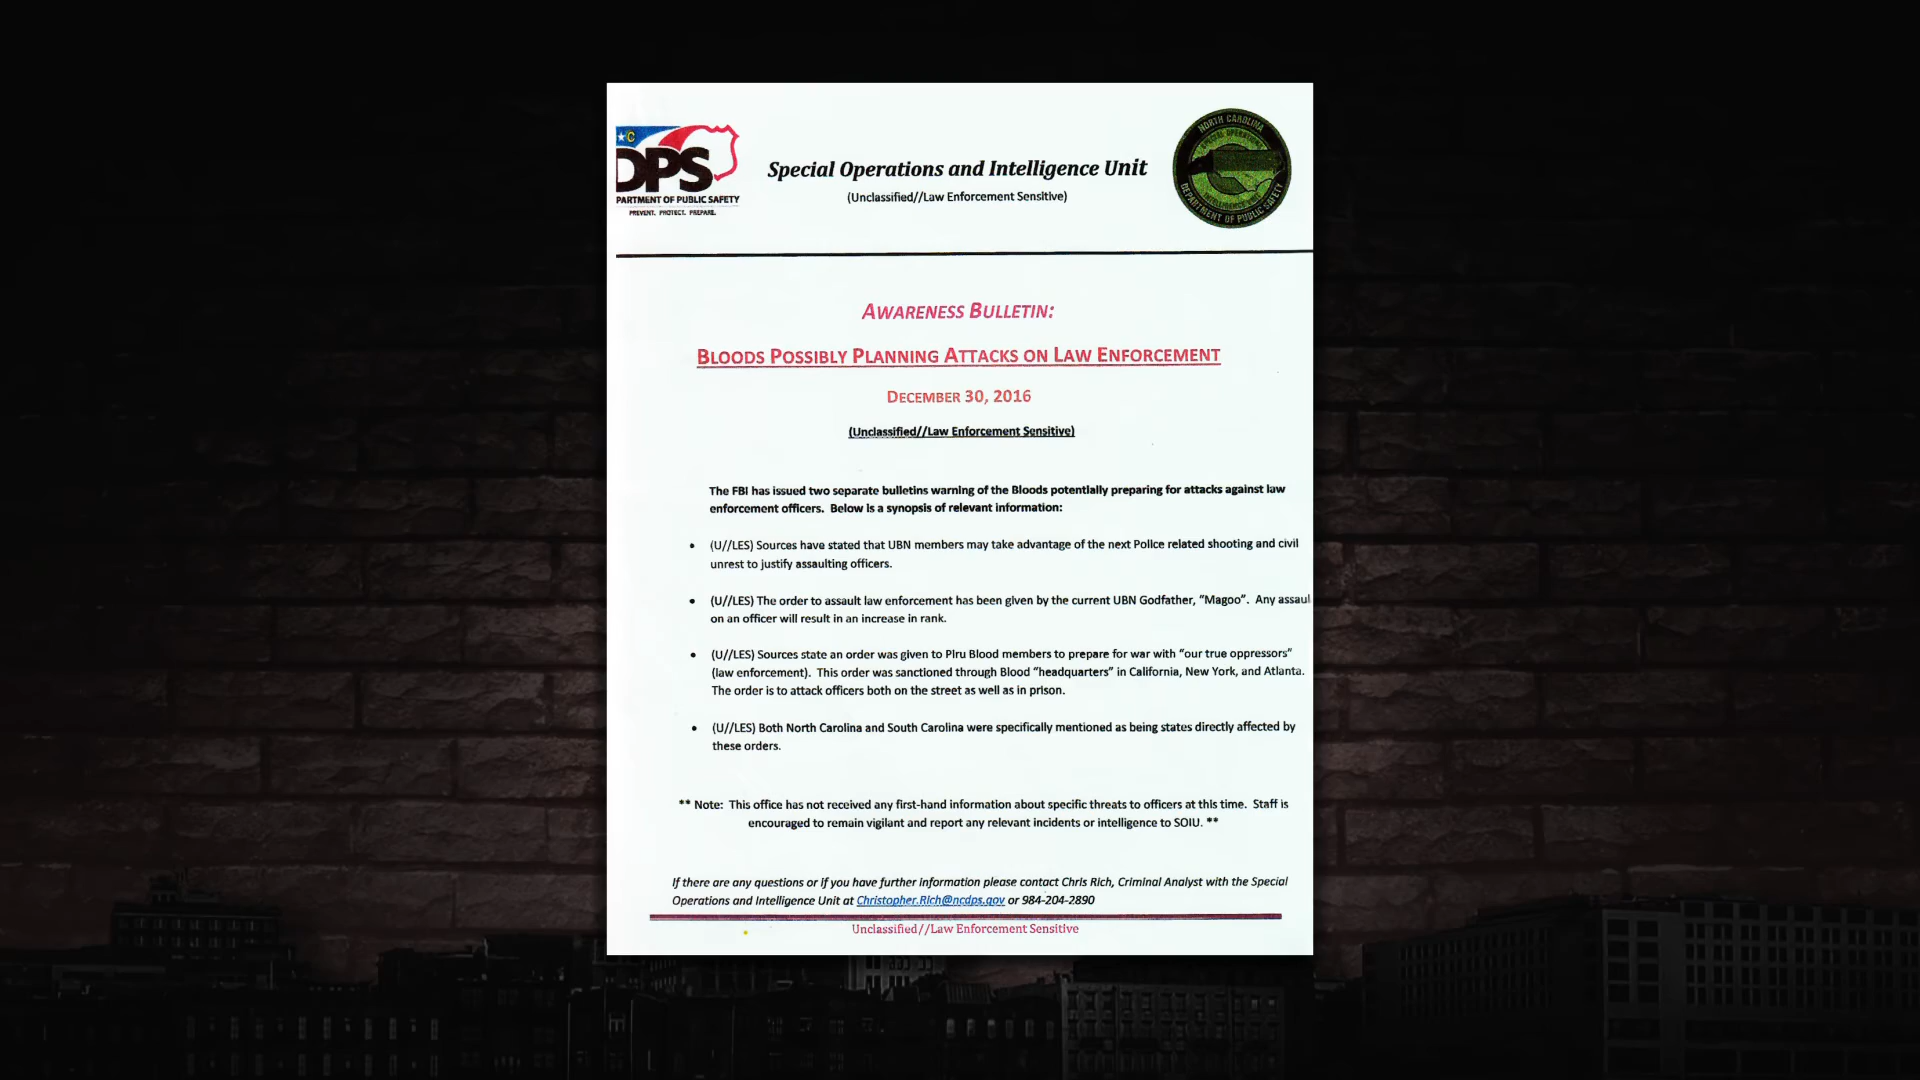 C
DPS
PARTMENT OF PUBLIC SAFETY
PREVENT. PROTECT. PREPARE.
Special Operations and Intelligence Unit
(Unclassified//Law Enforcement Sensitive)
NORTH CAROLINA
SPECIAL OPERATIONS
DEPARTMENT OF PUBLIC SAFETY
AWARENESS BULLETIN:
BLOODS POSSIBLY PLANNING ATTACKS ON LAW ENFORCEMENT
DECEMBER 30, 2016
(Unclassified//Law Enforcement Sensitive)
The FBI has issued two separate bulletins warning of the Bloods potentially preparing for attacks against law
enforcement officers. Below is a synopsis of relevant information:
• (U//LES) Sources have stated that UBN members may take advantage of the next Police related shooting and civil
unrest to justify assaulting officers.
• (U//LES) The order to assault law enforcement has been given by the current UBN Godfather, "Magoo". Any assaul
on an officer will result in an increase in rank.
• (U//LES) Sources state an order was given to Piru Blood members to prepare for war with "our true oppressors"
(law enforcement). This order was sanctioned through Blood "headquarters" in California, New York, and Atlanta.
The order is to attack officers both on the street as well as in prison.
• (U//LES) Both North Carolina and South Carolina were specifically mentioned as being states directly affected by
these orders.
** Note: This office has not received any first-hand information about specific threats to officers at this time. Staff is
encouraged to remain vigilant and report any relevant incidents or intelligence to SOIU. **
If there are any questions or if you have further information please contact Chris Rich, Criminal Analyst with the Special
Operations and Intelligence Unit at Christopher.Rich@ncdps.gov or 984-204-2890
Unclassified//Law Enforcement Sensitive